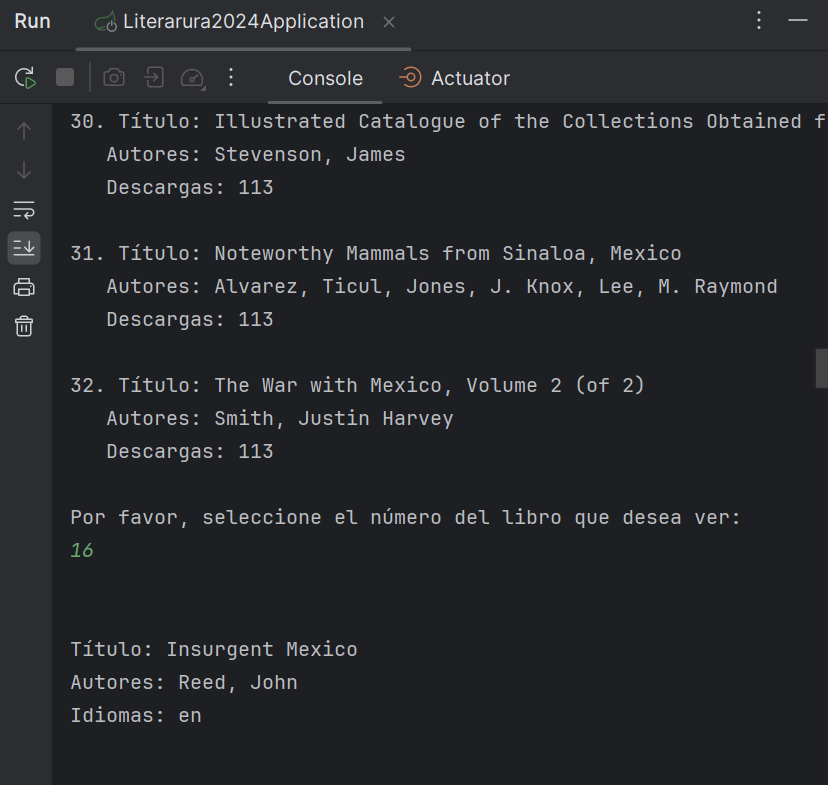 Run Literarura2024Application
Console Actuator
30. Título: Illustrated Catalogue of the Collections Obtained f
Autores: Stevenson, James
Descargas: 113
31. Título: Noteworthy Mammals from Sinaloa, Mexico
Autores: Alvarez, Ticul, Jones, J. Knox, Lee, M. Raymond
Descargas: 113
32. Título: The War with Mexico, Volume 2 (of 2)
Autores: Smith, Justin Harvey
Descargas: 113
Por favor, seleccione el número del libro que desea ver:
16
Título: Insurgent Mexico
Autores: Reed, John
Idiomas: en